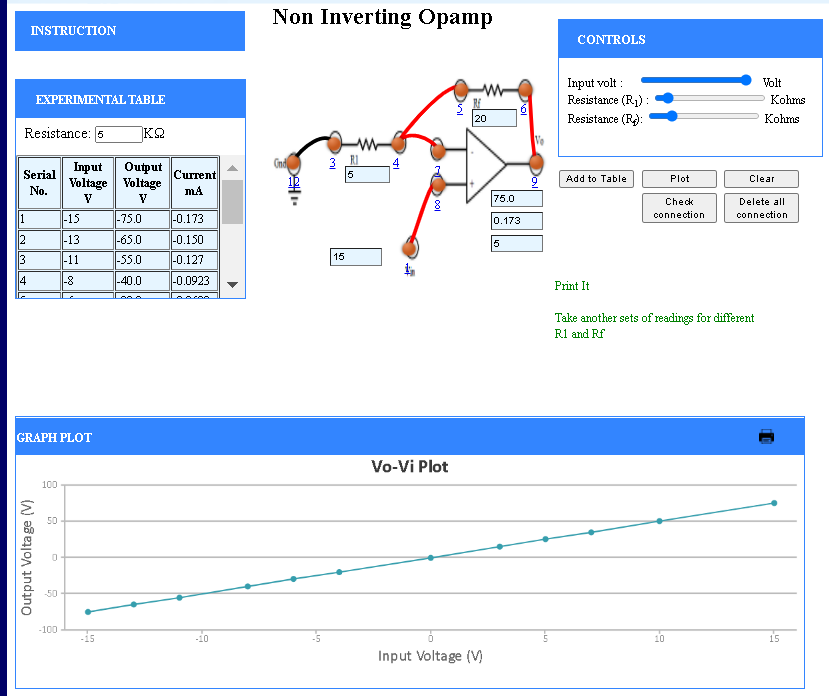 Non Inverting Opamp
INSTRUCTION
EXPERIMENTAL TABLE
Resistance: 5 KΩ
Serial No. Input Voltage V Output Voltage V Current mA
1 -15 -75.0 -0.173
2 -13 -65.0 -0.150
3 -11 -55.0 -0.127
4 -8 -40.0 -0.0923
5 Rf 6
20
Vo
Gnd 3 R1 4
5
12
7
8
9
75.0
0.173
5
15
CONTROLS
Input volt : Volt
Resistance (R1) : Kohms
Resistance (Rf): Kohms
Add to Table Plot Clear
Check connection Delete all connection
Print It
Take another sets of readings for different
R1 and Rf
GRAPH PLOT
Vo-Vi Plot
Output Voltage (V)
100
50
0
-50
-100
-15 -10 -5 0 5 10 15
Input Voltage (V)